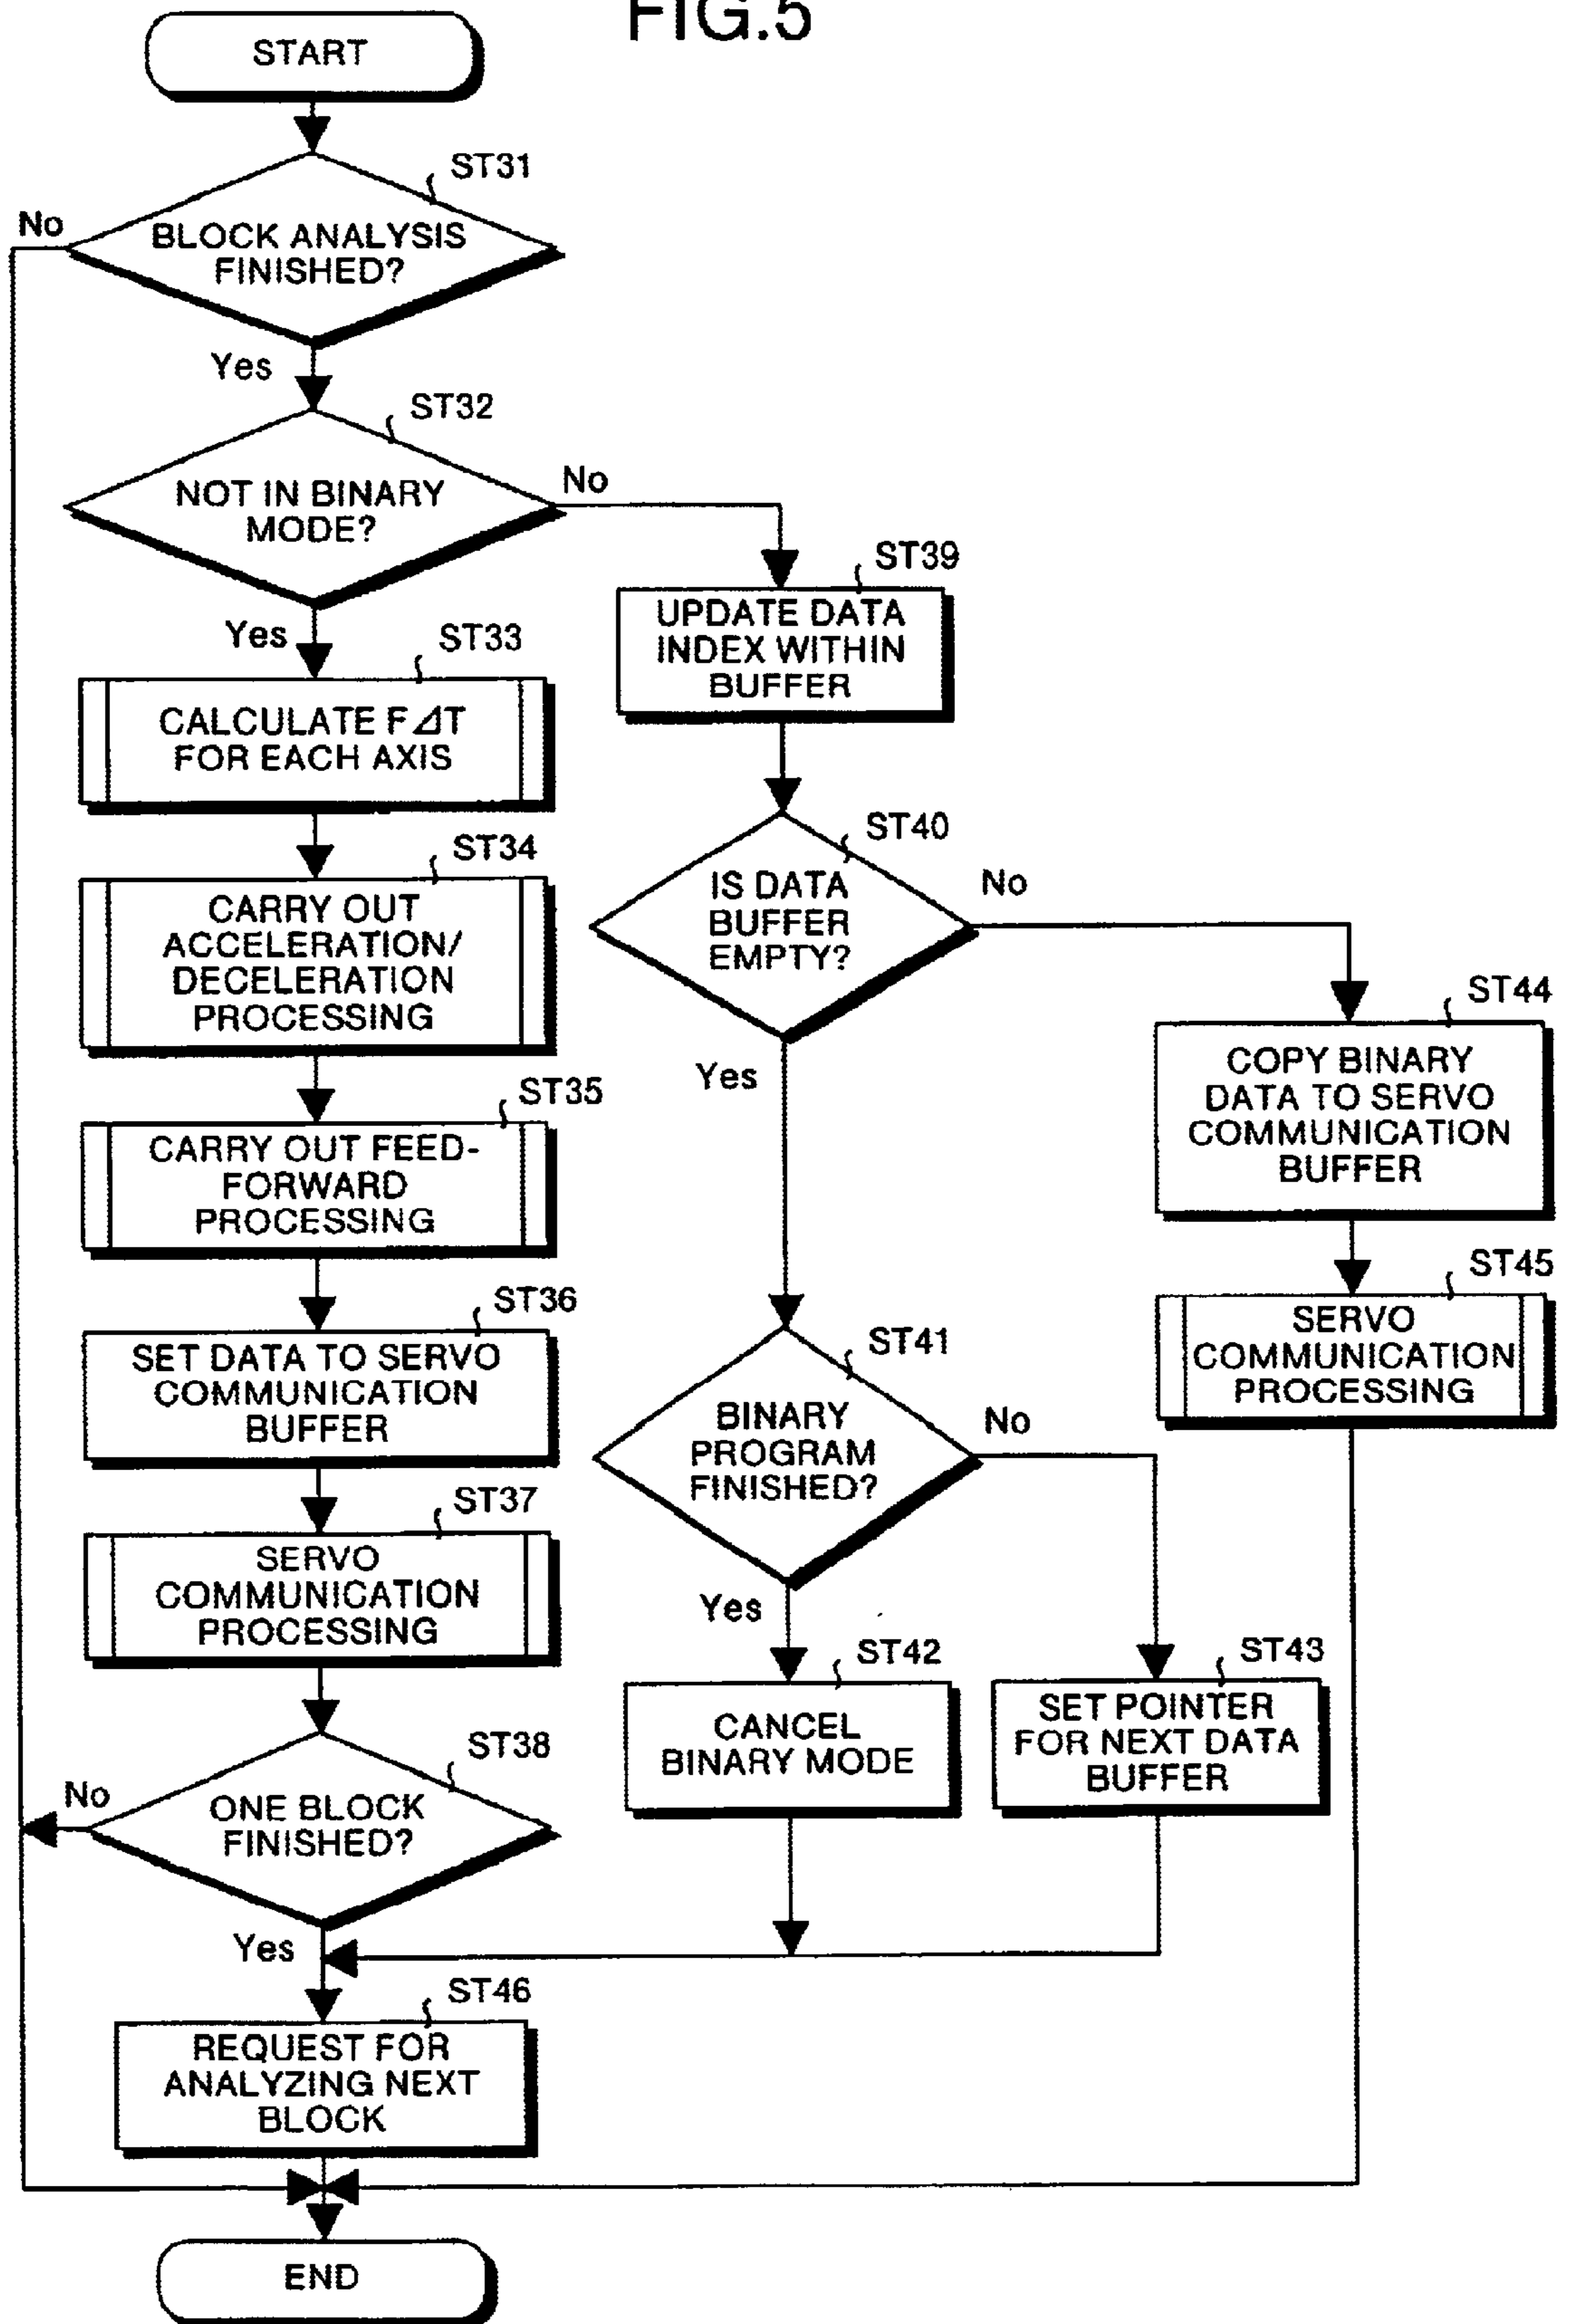 FIG.5
START
ST31
No
BLOCK ANALYSIS
FINISHED?
Yes
ST32
NOT IN BINARY
MODE?
No
Yes
ST33
CALCULATE F⊿T
FOR EACH AXIS
ST34
CARRY OUT
ACCELERATION/
DECELERATION
PROCESSING
ST35
CARRY OUT FEED-
FORWARD
PROCESSING
ST36
SET DATA TO SERVO
COMMUNICATION
BUFFER
ST37
SERVO
COMMUNICATION
PROCESSING
ST38
No
ONE BLOCK
FINISHED?
Yes
ST39
UPDATE DATA
INDEX WITHIN
BUFFER
ST40
IS DATA
BUFFER
EMPTY?
No
Yes
ST41
BINARY
PROGRAM
FINISHED?
No
Yes
ST42
CANCEL
BINARY MODE
ST43
SET POINTER
FOR NEXT DATA
BUFFER
ST44
COPY BINARY
DATA TO SERVO
COMMUNICATION
BUFFER
ST45
SERVO
COMMUNICATION
PROCESSING
ST46
REQUEST FOR
ANALYZING NEXT
BLOCK
END